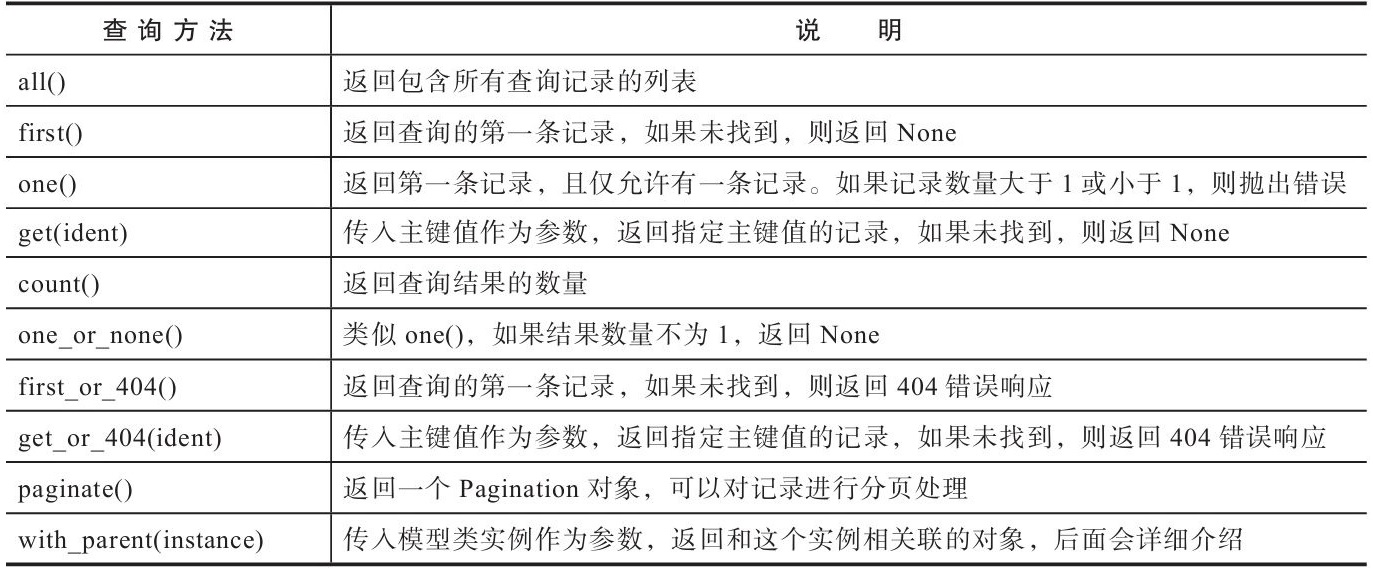 查询方法 说 明
all() 返回包含所有查询记录的列表
first() 返回查询的第一条记录，如果未找到，则返回 None
one() 返回第一条记录，且仅允许有一条记录。如果记录数量大于 1 或小于 1，则抛出错误
get(ident) 传入主键值作为参数，返回指定主键值的记录，如果未找到，则返回 None
count() 返回查询结果的数量
one_or_none() 类似 one()，如果结果数量不为 1，返回 None
first_or_404() 返回查询的第一条记录，如果未找到，则返回 404 错误响应
get_or_404(ident) 传入主键值作为参数，返回指定主键值的记录，如果未找到，则返回 404 错误响应
paginate() 返回一个 Pagination 对象，可以对记录进行分页处理
with_parent(instance) 传入模型类实例作为参数，返回和这个实例相关联的对象，后面会详细介绍